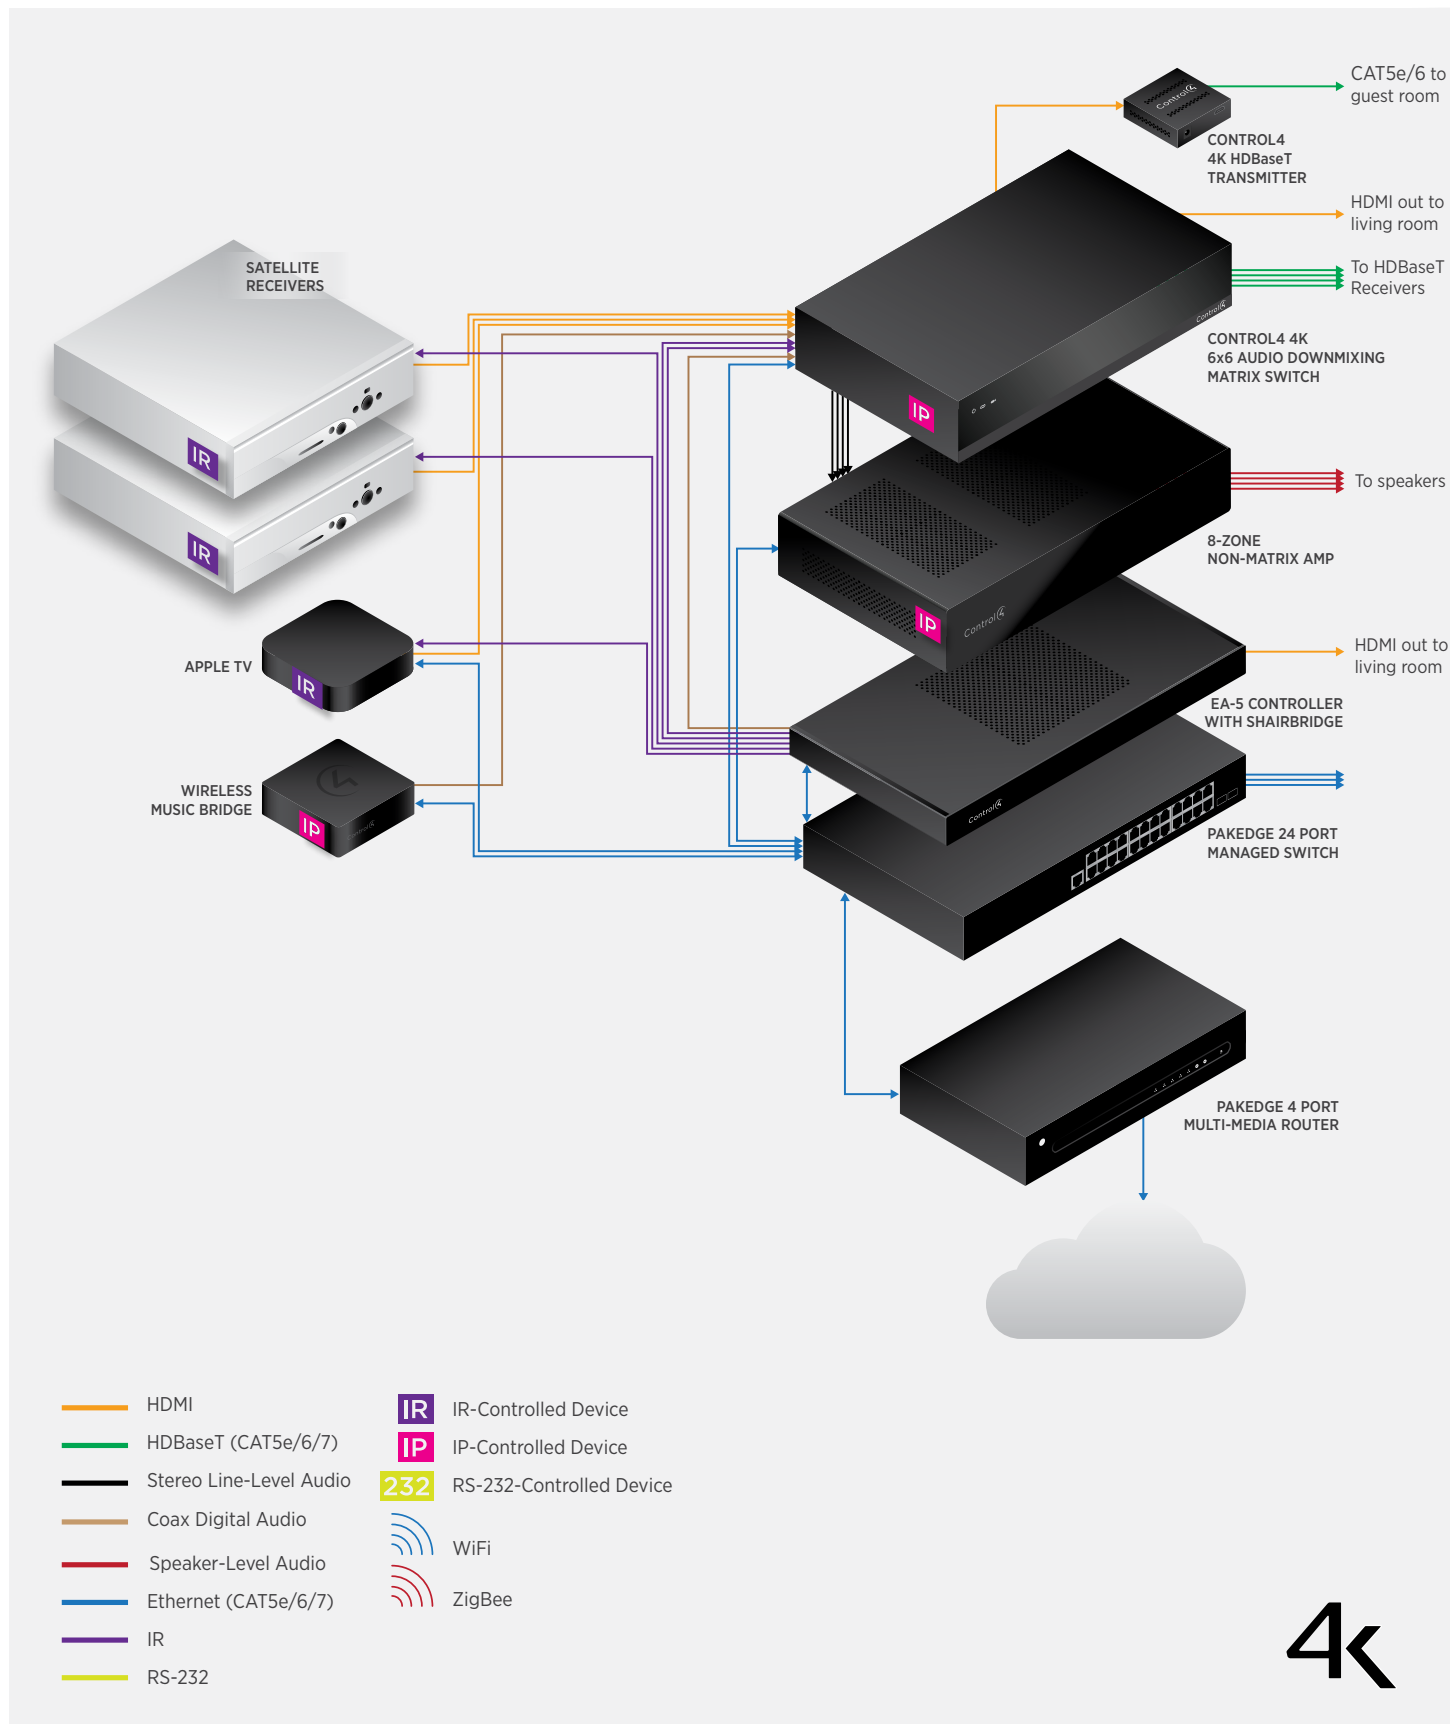 CAT5e/6 to
guest room
Control4
CONTROL4
4K HDBaseT
TRANSMITTER
HDMI out to
living room
To HDBaseT
Receivers
SATELLITE
RECEIVERS
Control4
CONTROL4 4K
6x6 AUDIO DOWNMIXING
MATRIX SWITCH
IP
IR
To speakers
8-ZONE
NON-MATRIX AMP
IR
IP
Control4
HDMI out to
living room
APPLE TV
IR
EA-5 CONTROLLER
WITH SHAIRBRIDGE
WIRELESS
MUSIC BRIDGE
IP
Control4
Control4
PAKEDGE 24 PORT
MANAGED SWITCH
PAKEDGE 4 PORT
MULTI-MEDIA ROUTER
HDMI
HDBaseT (CAT5e/6/7)
Stereo Line-Level Audio
Coax Digital Audio
Speaker-Level Audio
Ethernet (CAT5e/6/7)
IR
RS-232
IR IR-Controlled Device
IP IP-Controlled Device
232 RS-232-Controlled Device
WiFi
ZigBee
4K